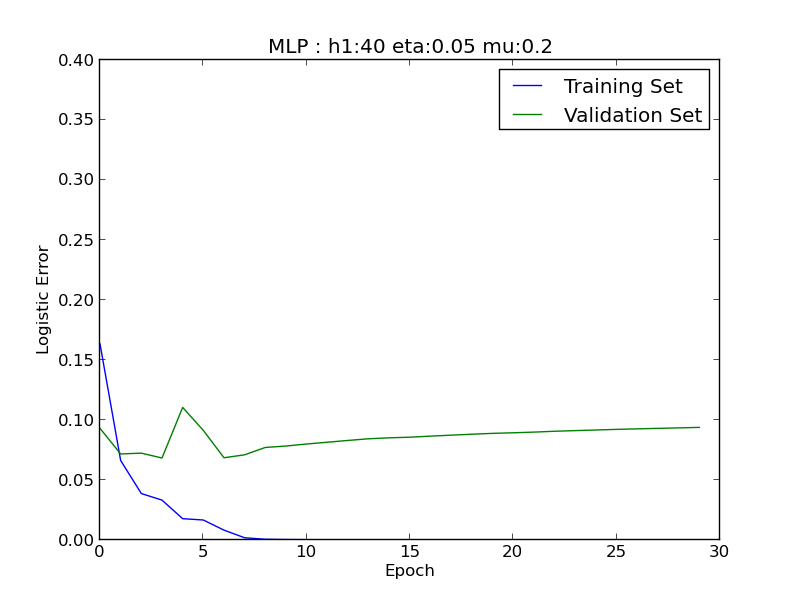 MLP : h1:40 eta:0.05 mu:0.2
Training Set
Validation Set
0.40
0.35
0.30
0.25
0.20
0.15
0.10
0.05
0.00
Logistic Error
0 5 10 15 20 25 30
Epoch